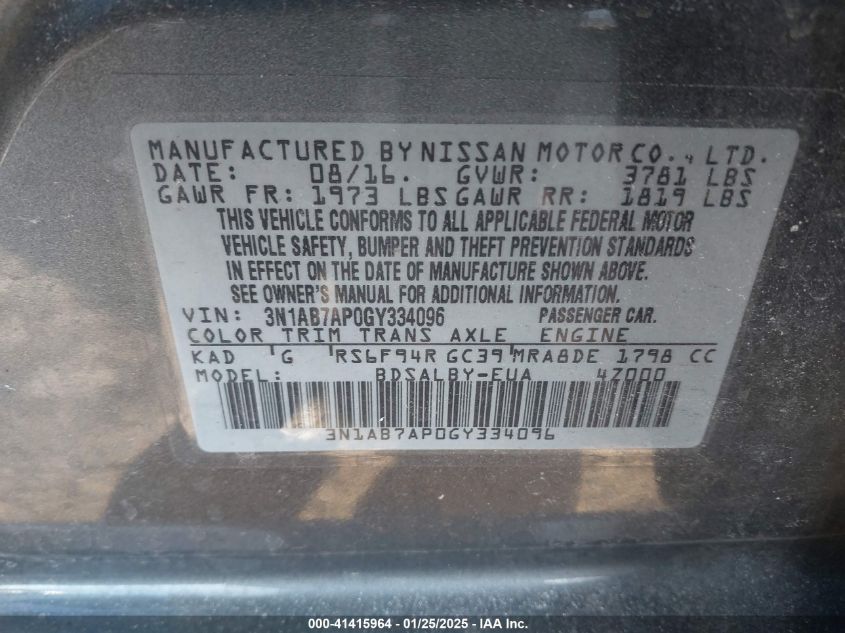 MANUFACTURED BY NISSAN MOTOR CO., LTD.
DATE: 08/16. GVWR: 3781 LBS
GAWR FR: 1973 LBS GAWR RR: 1819 LBS
THIS VEHICLE CONFORMS TO ALL APPLICABLE FEDERAL MOTOR
VEHICLE SAFETY, BUMPER AND THEFT PREVENTION STANDARDS
IN EFFECT ON THE DATE OF MANUFACTURE SHOWN ABOVE.
SEE OWNER'S MANUAL FOR ADDITIONAL INFORMATION.
VIN: 3N1AB7AP0GY334096 PASSENGER CAR.
COLOR TRIM TRANS AXLE ENGINE
KAD G RS6F94R GC39 MRA8DE 1798 CC
MODEL: BDSALBY-EUA 4Z000
3N1AB7AP0GY334096
000-41415964 - 01/25/2025 - IAAI.com